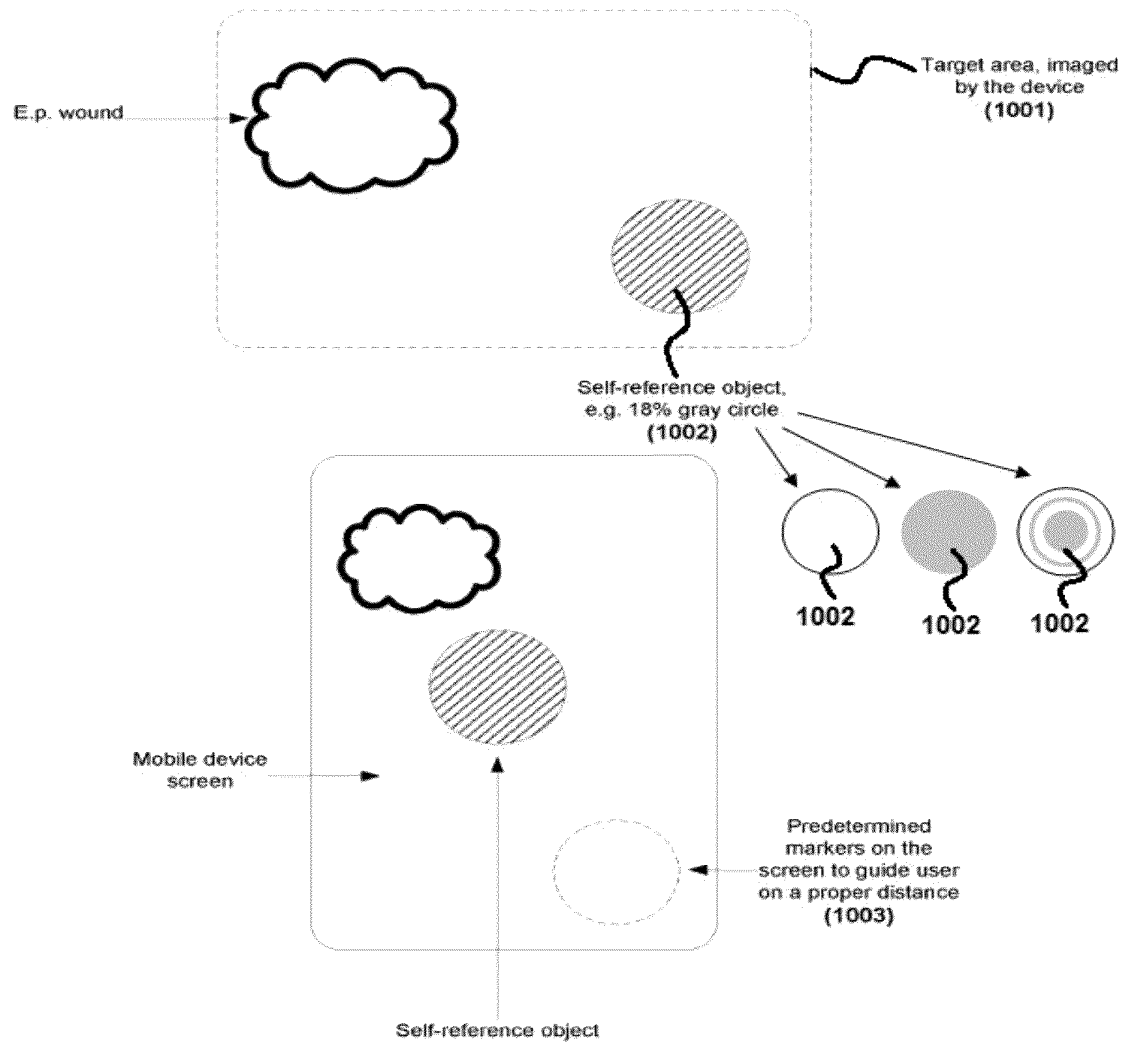 E.p. wound
Target area, imaged
by the device
(1001)
Self-reference object,
e.g. 18% gray circle
(1002)
1002
1002
1002
Mobile device
screen
Predetermined
markers on the
screen to guide user
on a proper distance
(1003)
Self-reference object